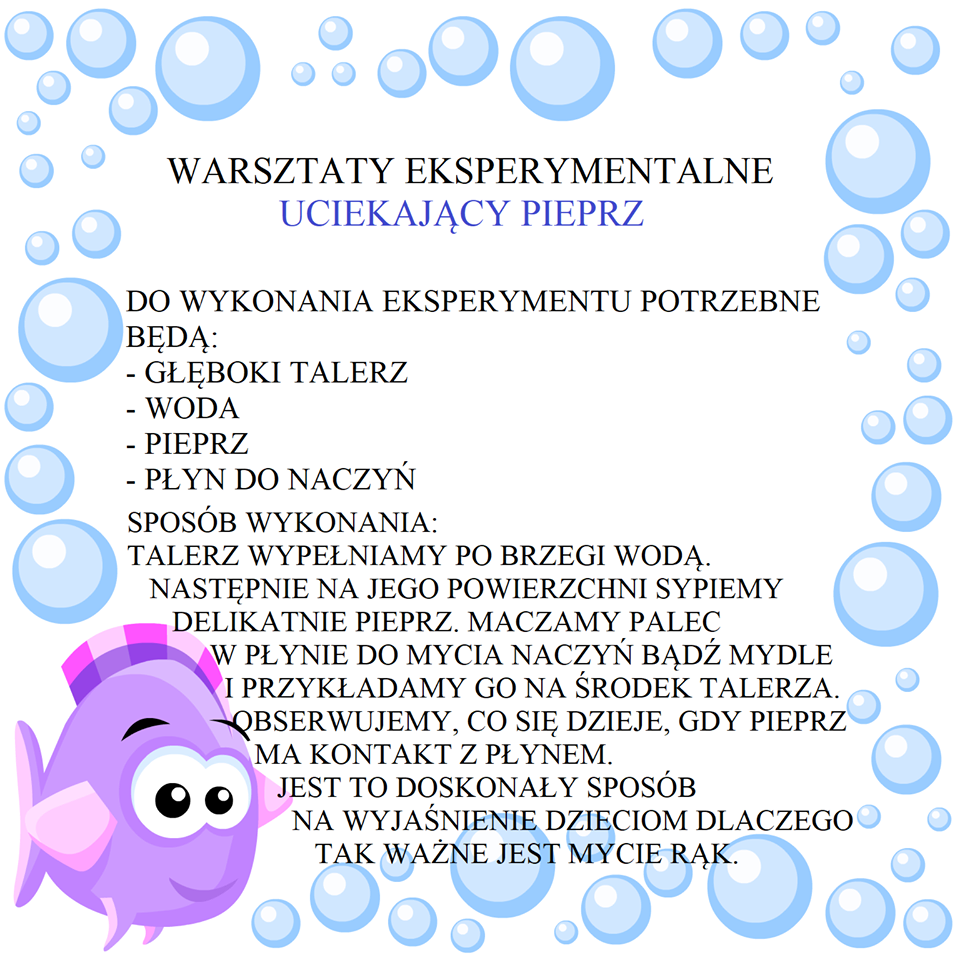 WARSZTATY EKSPERYMENTALNE
UCIEKAJĄCY PIEPRZ
DO WYKONANIA EKSPERYMENTU POTRZEBNE
BĘDĄ:
- GŁĘBOKI TALERZ
- WODA
- PIEPRZ
- PŁYN DO NACZYŃ
SPOSÓB WYKONANIA:
TALERZ WYPEŁNIAMY PO BRZEGI WODĄ.
NASTĘPNIE NA JEGO POWIERZCHNI SYPIEMY
DELIKATNIE PIEPRZ. MACZAMY PALEC
W PŁYNIE DO MYCIA NACZYŃ BĄDŹ MYDLE
I PRZYKŁADAMY GO NA ŚRODEK TALERZA.
OBSERWUJEMY, CO SIĘ DZIEJE, GDY PIEPRZ
MA KONTAKT Z PŁYNEM.
JEST TO DOSKONAŁY SPOSÓB
NA WYJAŚNIENIE DZIECIOM DLACZEGO
TAK WAŻNE JEST MYCIE RĄK.